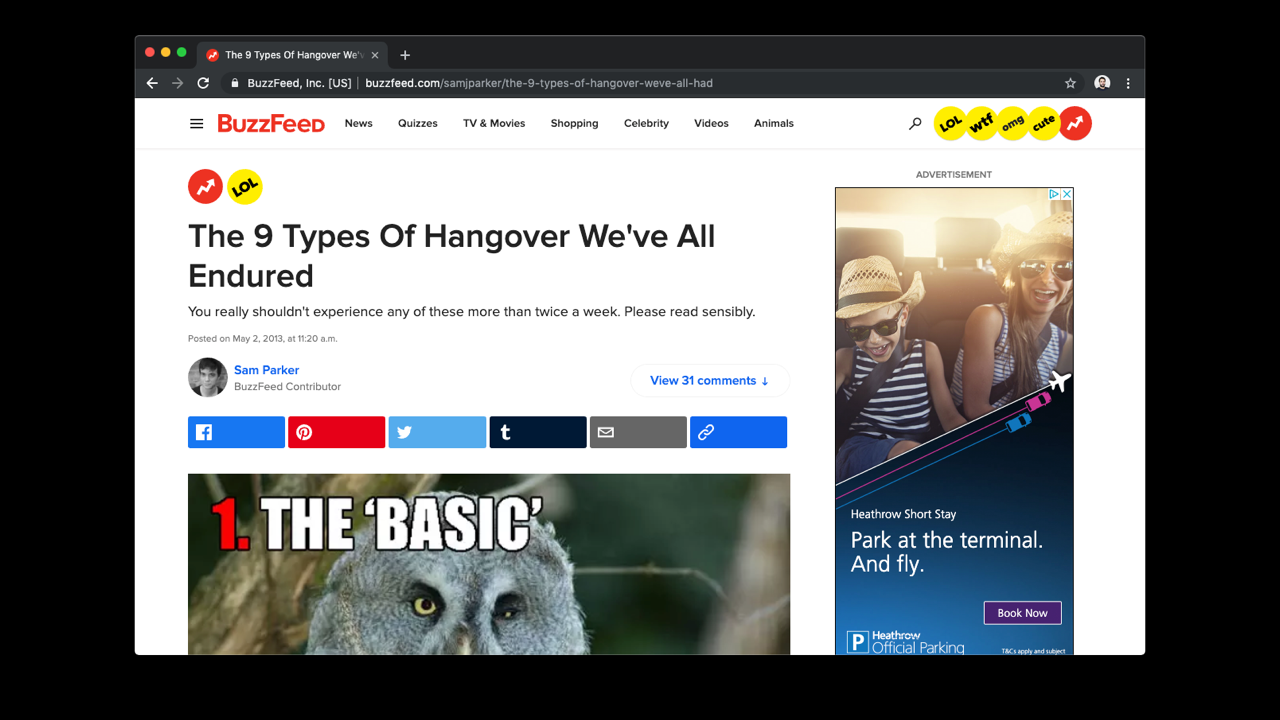 The 9 Types Of Hangover We'v
BuzzFeed, Inc. [US] | buzzfeed.com/samjparker/the-9-types-of-hangover-weve-all-had
BuzzFeed News Quizzes TV & Movies Shopping Celebrity Videos Animals LOL wtf omg cute
LOL
The 9 Types Of Hangover We've All
Endured
You really shouldn't experience any of these more than twice a week. Please read sensibly.
Posted on May 2, 2013, at 11:20 a.m.
Sam Parker
BuzzFeed Contributor
View 31 comments ↓
1. THE ‘BASIC’
ADVERTISEMENT
Heathrow Short Stay
Park at the terminal.
And fly.
Book Now
P Heathrow
Official Parking
T&Cs apply and subject